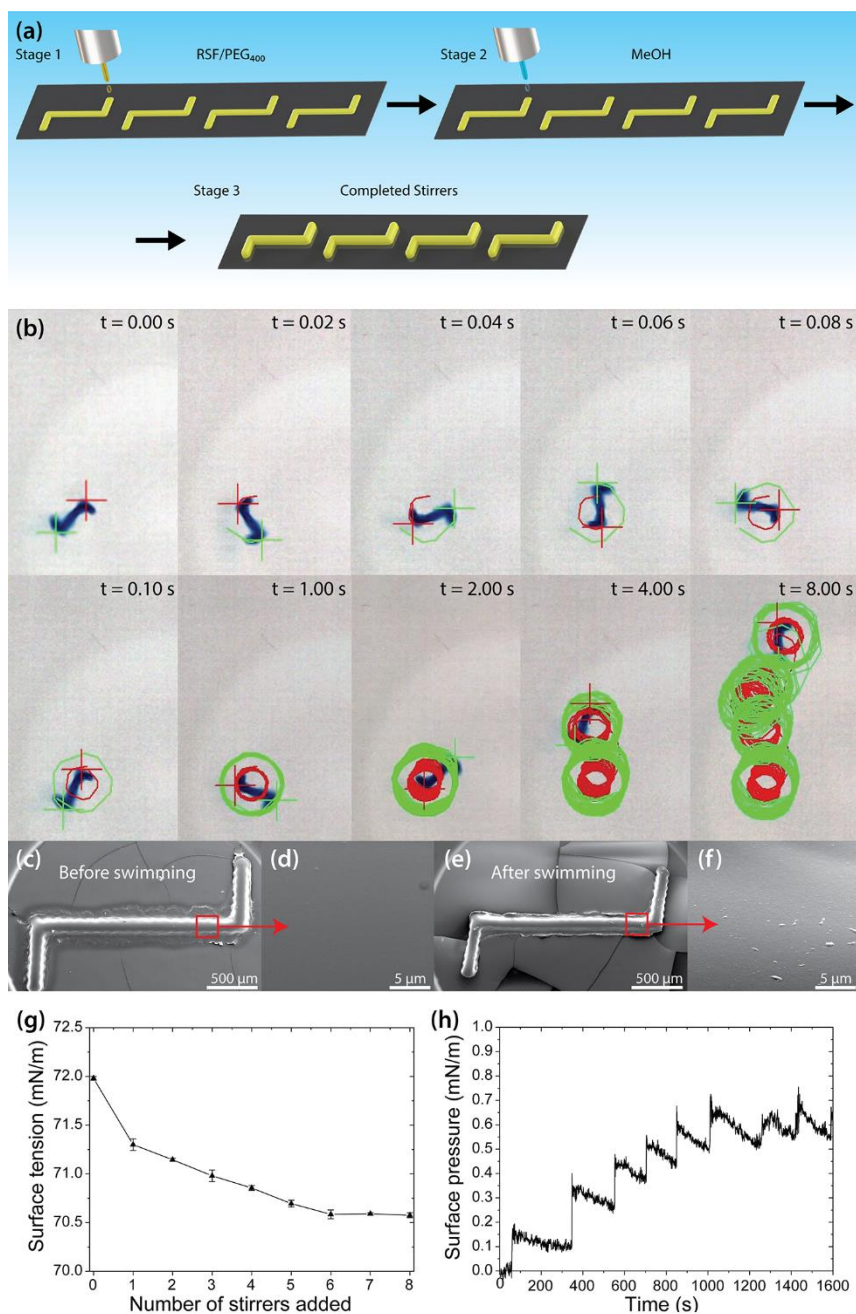 (a)
Stage 1
RSF/PEG400
Stage 2
MeOH
Stage 3
Completed Stirrers
(b)
t = 0.00 s
t = 0.02 s
t = 0.04 s
t = 0.06 s
t = 0.08 s
t = 0.10 s
t = 1.00 s
t = 2.00 s
t = 4.00 s
t = 8.00 s
(c)
Before swimming
500 µm
(d)
5 µm
(e)
After swimming
500 µm
(f)
5 µm
(g)
72.5
72.0
71.5
71.0
70.5
70.0
Surface tension (mN/m)
0 1 2 3 4 5 6 7 8
Number of stirrers added
(h)
1.0
0.9
0.8
0.7
0.6
0.5
0.4
0.3
0.2
0.1
0.0
Surface pressure (mN/m)
0 200 400 600 800 1000 1200 1400 1600
Time (s)